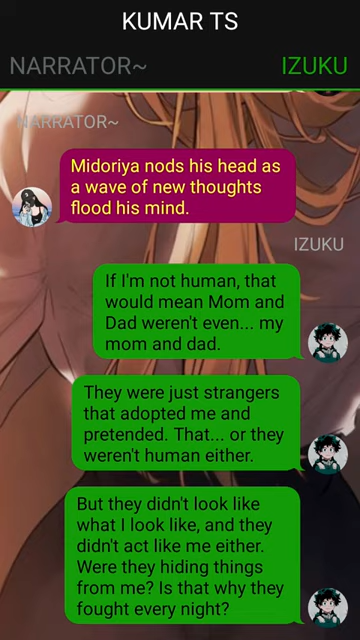 KUMAR TS
NARRATOR~
IZUKU
NARRATOR~
Midoriya nods his head as
a wave of new thoughts
flood his mind.
IZUKU
If I'm not human, that
would mean Mom and
Dad weren't even... my
mom and dad.
They were just strangers
that adopted me and
pretended. That... or they
weren't human either.
But they didn't look like
what I look like, and they
didn't act like me either.
Were they hiding things
from me? Is that why they
fought every night?